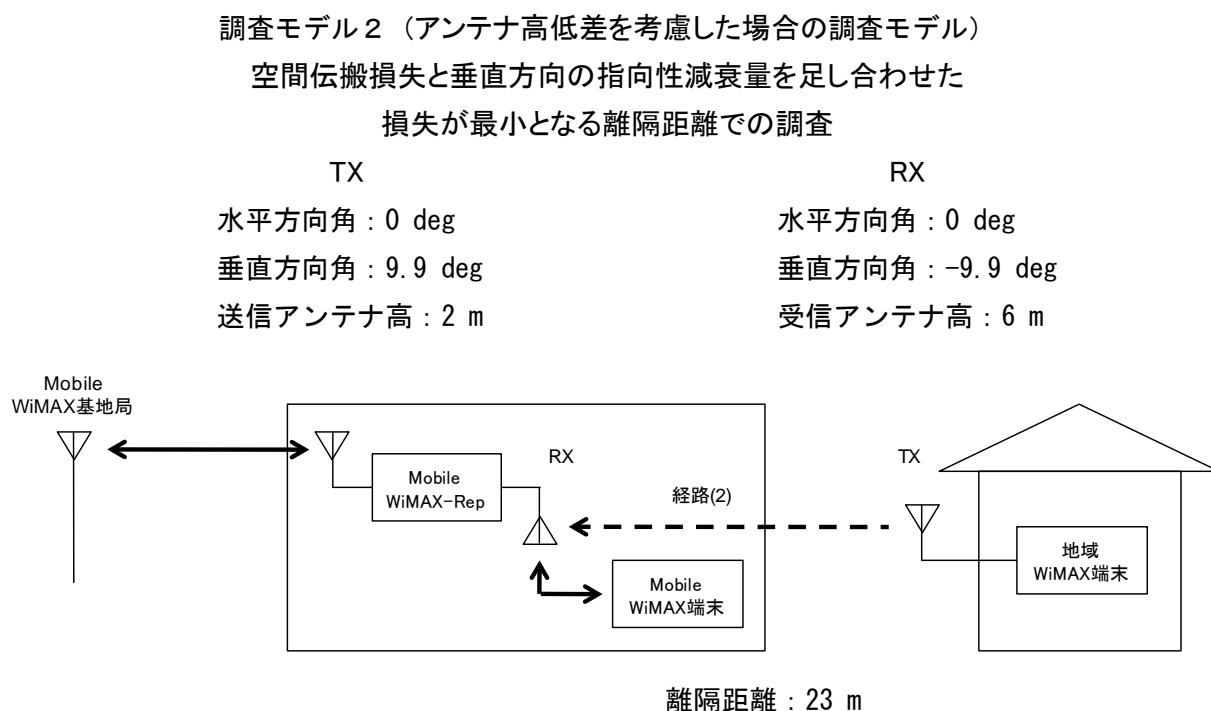 調査モデル２ （アンテナ高低差を考慮した場合の調査モデル）
空間伝搬損失と垂直方向の指向性減衰量を足し合わせた
損失が最小となる離隔距離での調査
TX
水平方向角：0 deg
垂直方向角：9.9 deg
送信アンテナ高：2 m
RX
水平方向角：0 deg
垂直方向角：-9.9 deg
受信アンテナ高：6 m
Mobile
WiMAX基地局
Mobile
WiMAX-Rep
RX
経路(2)
TX
Mobile
WiMAX端末
地域
WiMAX端末
離隔距離：23 m